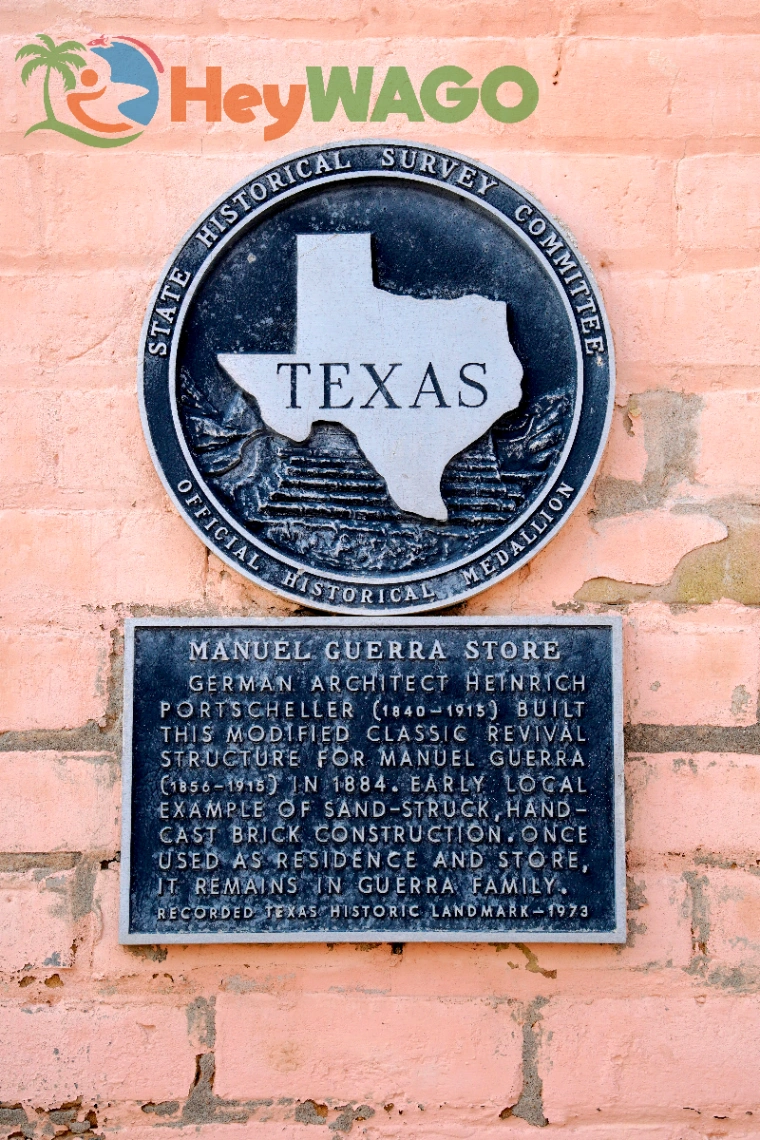 HeyWAGO
STATE HISTORICAL SURVEY COMMITTEE
TEXAS
OFFICIAL HISTORICAL MEDALLION
MANUEL GUERRA STORE
GERMAN ARCHITECT HEINRICH
PORTSCHELLER (1840-1915) BUILT
THIS MODIFIED CLASSIC REVIVAL
STRUCTURE FOR MANUEL GUERRA
(1856-1915) IN 1884. EARLY LOCAL
EXAMPLE OF SAND-STRUCK, HAND-
CAST BRICK CONSTRUCTION. ONCE
USED AS RESIDENCE AND STORE,
IT REMAINS IN GUERRA FAMILY.
RECORDED TEXAS HISTORIC LANDMARK-1973